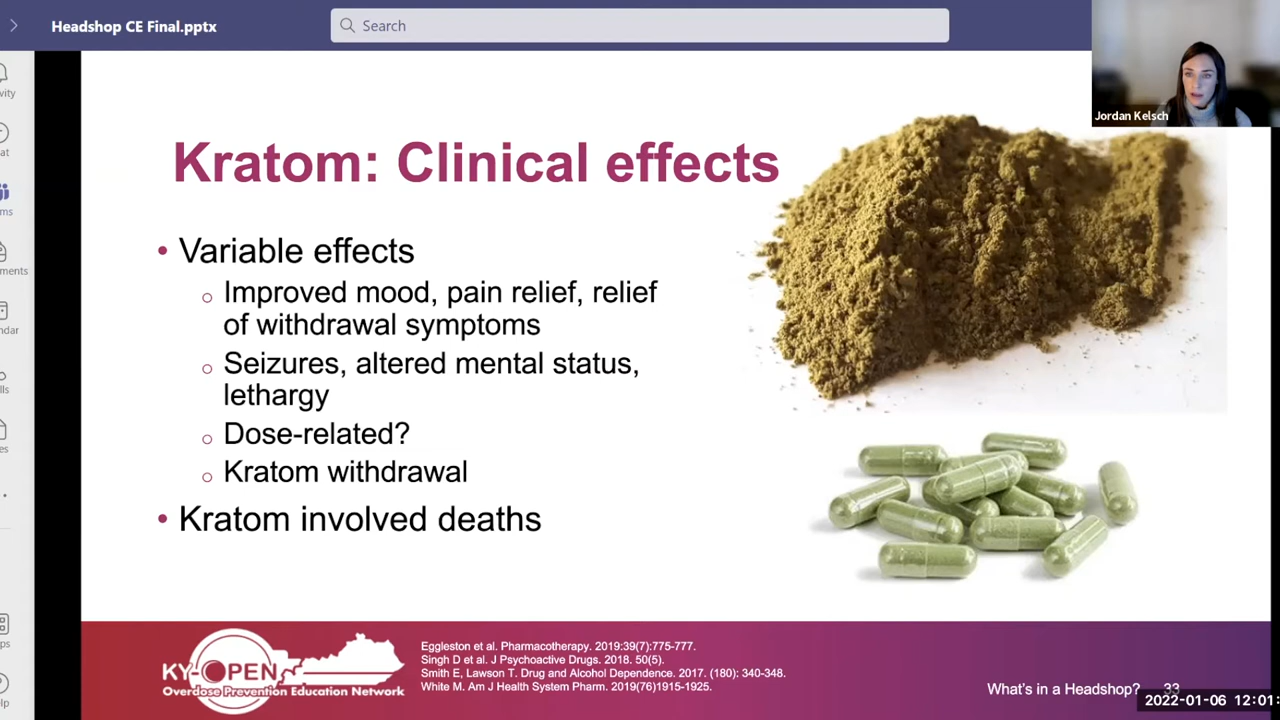 Headshop CE Final.pptx
Search
Jordan Kelsch
Kratom: Clinical effects
• Variable effects
o Improved mood, pain relief, relief
of withdrawal symptoms
o Seizures, altered mental status,
lethargy
o Dose-related?
o Kratom withdrawal
• Kratom involved deaths
KY-OPEN
Overdose Prevention Education Network
Eggleston et al. Pharmacotherapy. 2019:39(7):775-777.
Singh D et al. J Psychoactive Drugs. 2018. 50(5).
Smith E, Lawson T. Drug and Alcohol Dependence. 2017. (180): 340-348.
White M. Am J Health System Pharm. 2019(76)1915-1925.
What's in a Headshop? 33
2022-01-06 12:01: